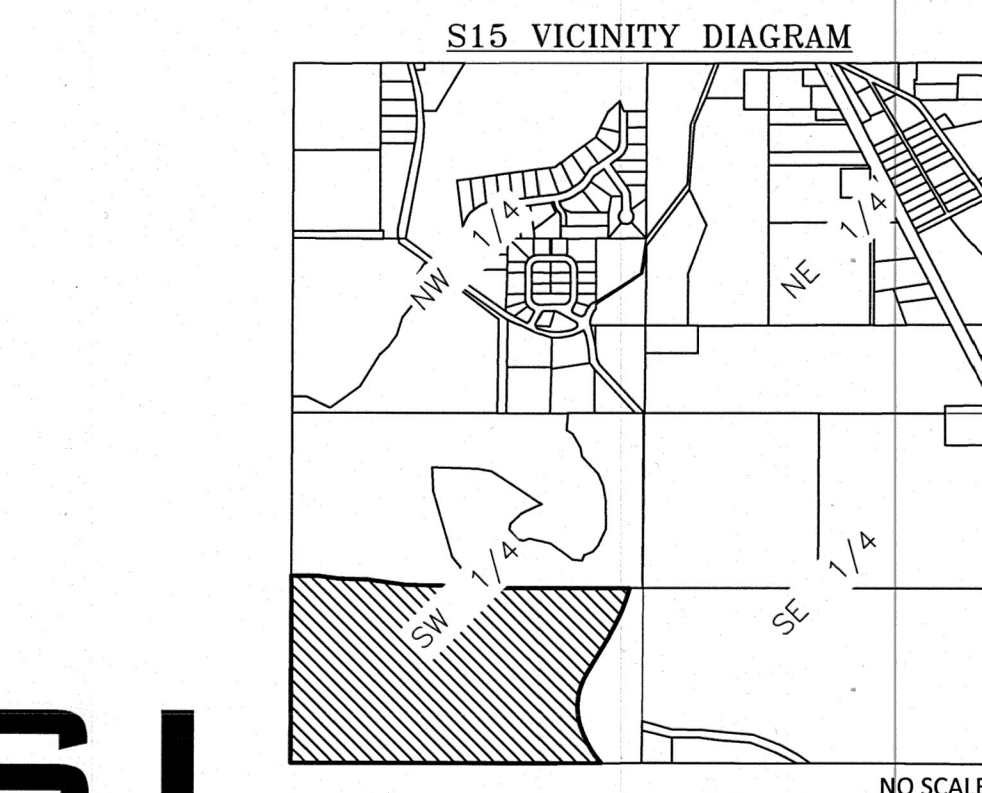 S15 VICINITY DIAGRAM
NW 1/4
NE 1/4
SW 1/4
SE 1/4
NO SCALE